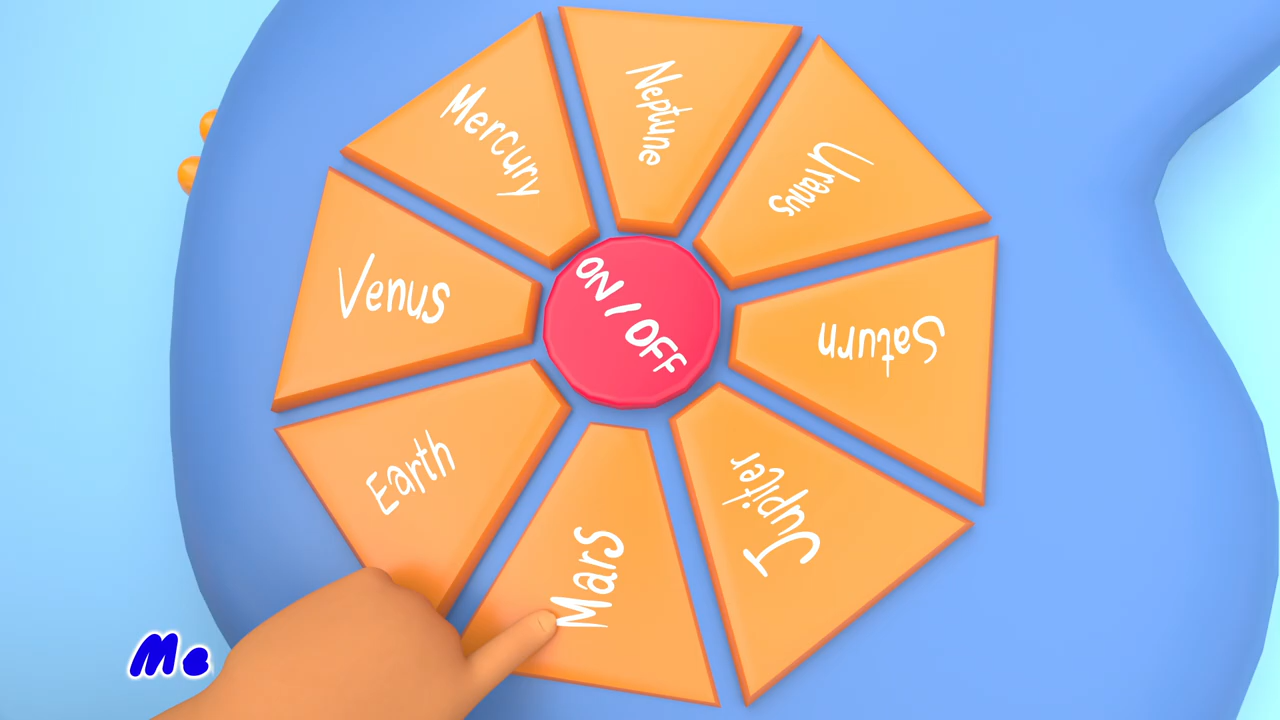 Neptune
Mercury
Uranus
Venus
ON / OFF
Saturn
Earth
Jupiter
Mars
Me